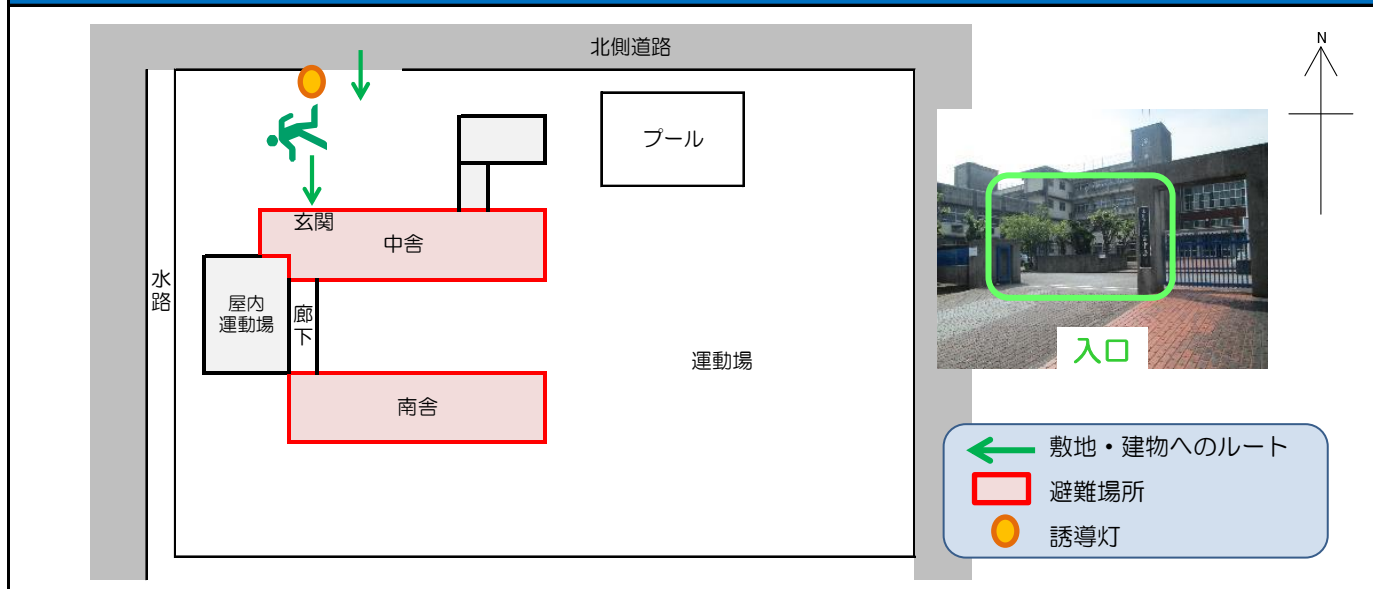 北側道路
N
プール
玄関
中舎
水路
屋内
運動場
廊下
運動場
入口
南舎
敷地・建物へのルート
避難場所
誘導灯